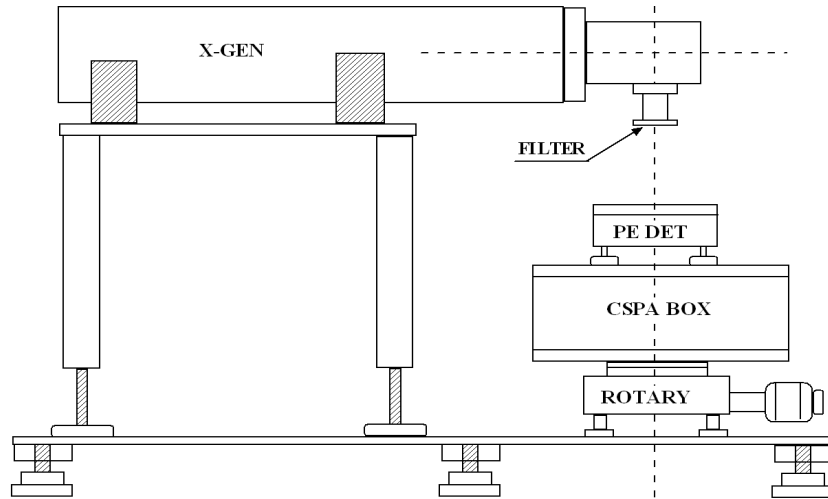 X-GEN
FILTER
PE DET
CSPA BOX
ROTARY